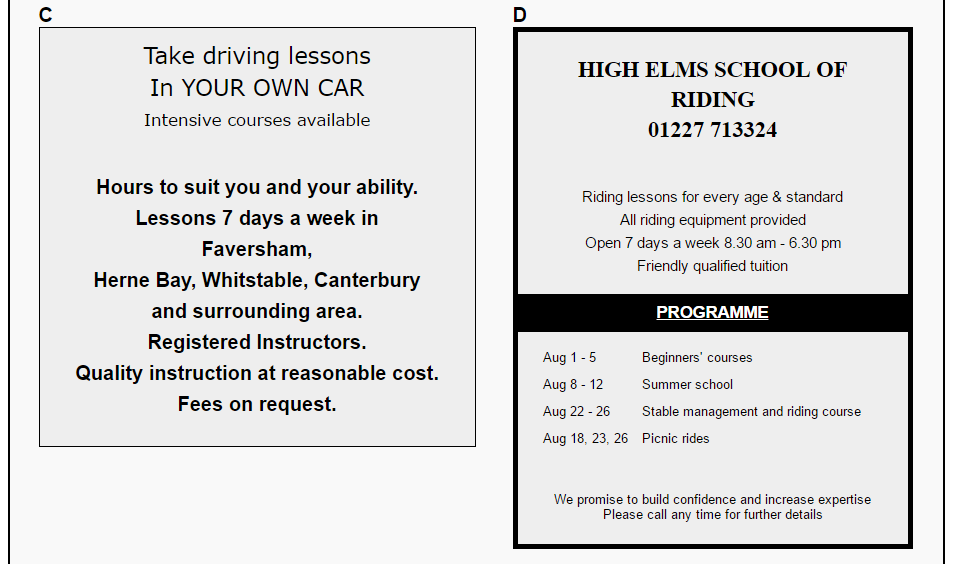 C
Take driving lessons
In YOUR OWN CAR
Intensive courses available
Hours to suit you and your ability.
Lessons 7 days a week in
Faversham,
Herne Bay, Whitstable, Canterbury
and surrounding area.
Registered Instructors.
Quality instruction at reasonable cost.
Fees on request.
D
HIGH ELMS SCHOOL OF
RIDING
01227 713324
Riding lessons for every age & standard
All riding equipment provided
Open 7 days a week 8.30 am - 6.30 pm
Friendly qualified tuition
PROGRAMME
Aug 1 - 5 Beginners' courses
Aug 8 - 12 Summer school
Aug 22 - 26 Stable management and riding course
Aug 18, 23, 26 Picnic rides
We promise to build confidence and increase expertise
Please call any time for further details